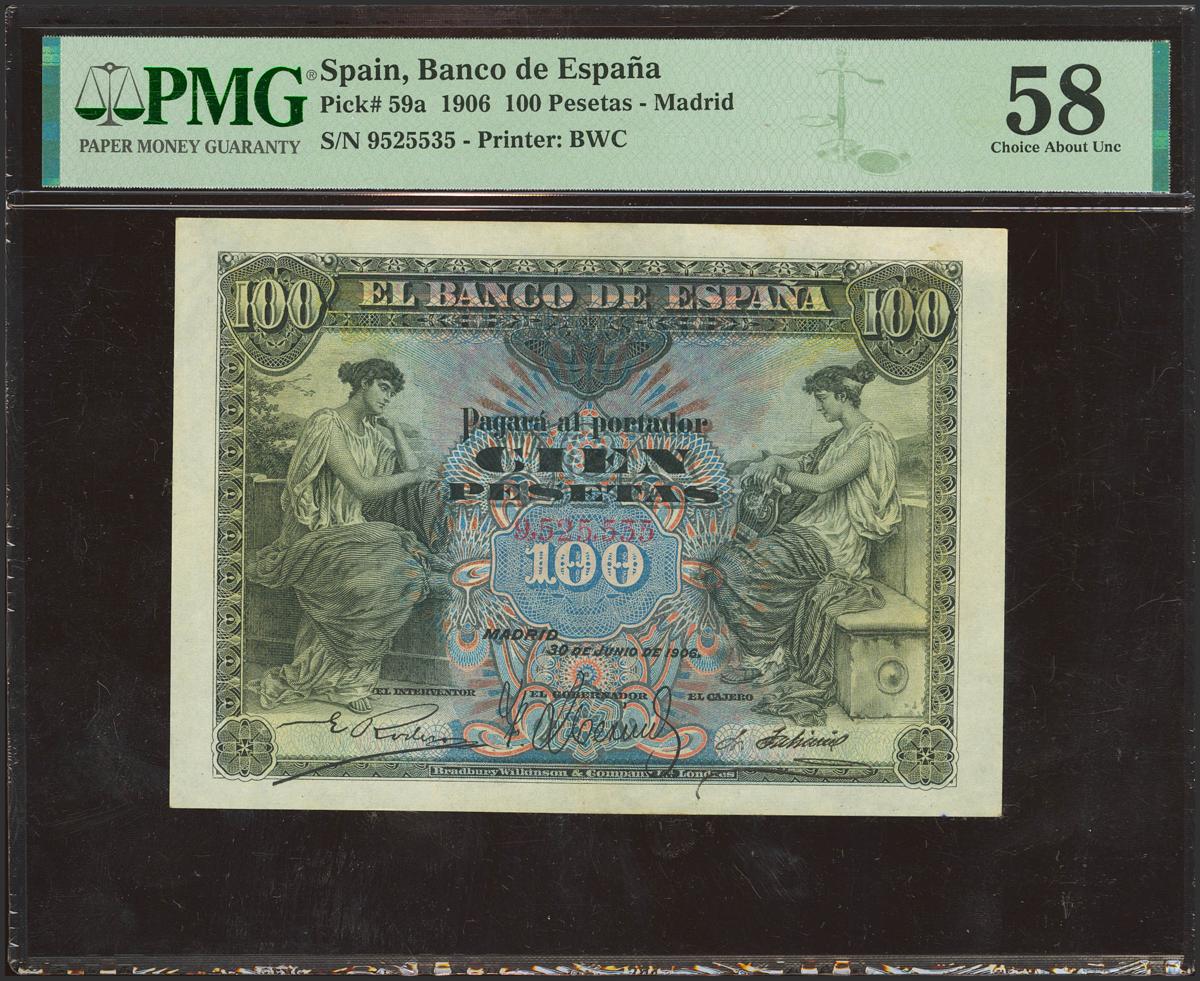 PMG®
PAPER MONEY GUARANTY
Spain, Banco de España
Pick# 59a 1906 100 Pesetas - Madrid
S/N 9525535 - Printer: BWC
58
Choice About Unc
100
EL BANCO DE ESPAÑA
100
Pagará al portador
CIEN
PESETAS
9,525,535
100
MADRID
30 DE JUNIO DE 1906.
EL INTERVENTOR
EL GOBERNADOR
EL CAJERO
Bradbury Wilkinson & Company Ld. Londres